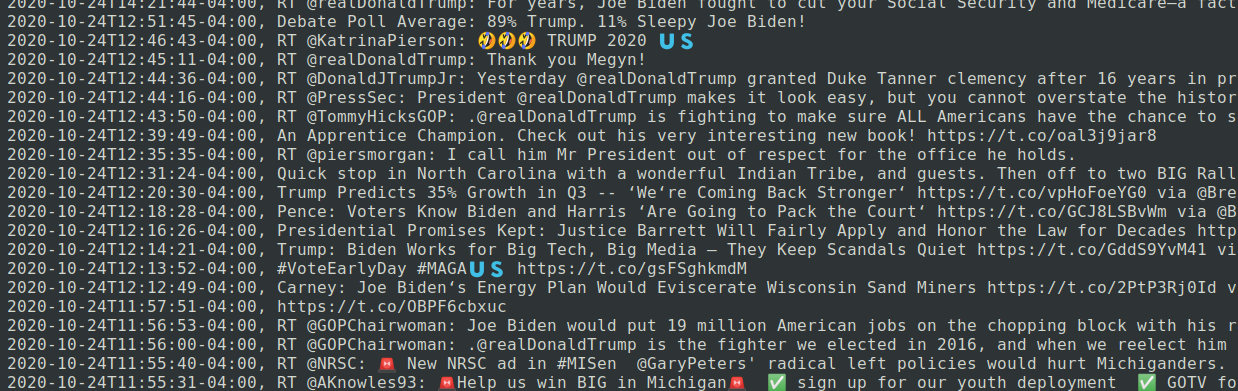 2020-10-24T14:21:44-04:00, RT @realDonaldTrump: For years, Joe Biden fought to cut your Social Security and Medicare—a fact
2020-10-24T12:51:45-04:00, Debate Poll Average: 89% Trump. 11% Sleepy Joe Biden!
2020-10-24T12:46:43-04:00, RT @KatrinaPierson: 🤣🤣🤣 TRUMP 2020 🇺🇸
2020-10-24T12:45:11-04:00, RT @realDonaldTrump: Thank you Megyn!
2020-10-24T12:44:36-04:00, RT @DonaldJTrumpJr: Yesterday @realDonaldTrump granted Duke Tanner clemency after 16 years in pr
2020-10-24T12:44:16-04:00, RT @PressSec: President @realDonaldTrump makes it look easy, but you cannot overstate the histor
2020-10-24T12:43:50-04:00, RT @TommyHicksGOP: .@realDonaldTrump is fighting to make sure ALL Americans have the chance to s
2020-10-24T12:39:49-04:00, An Apprentice Champion. Check out his very interesting new book! https://t.co/oal3j9jar8
2020-10-24T12:35:35-04:00, RT @piersmorgan: I call him Mr President out of respect for the office he holds.
2020-10-24T12:31:24-04:00, Quick stop in North Carolina with a wonderful Indian Tribe, and guests. Then off to two BIG Rall
2020-10-24T12:20:30-04:00, Trump Predicts 35% Growth in Q3 -- ‘We‘re Coming Back Stronger‘ https://t.co/vpHoFoeYG0 via @Bre
2020-10-24T12:18:28-04:00, Pence: Voters Know Biden and Harris ‘Are Going to Pack the Court‘ https://t.co/GCJ8LSBvWm via @B
2020-10-24T12:16:26-04:00, Presidential Promises Kept: Justice Barrett Will Fairly Apply and Honor the Law for Decades http
2020-10-24T12:14:21-04:00, Trump: Biden Works for Big Tech, Big Media — They Keep Scandals Quiet https://t.co/GddS9YvM41 vi
2020-10-24T12:13:52-04:00, #VoteEarlyDay #MAGA🇺🇸 https://t.co/gsFSghkmdM
2020-10-24T12:12:49-04:00, Carney: Joe Biden‘s Energy Plan Would Eviscerate Wisconsin Sand Miners https://t.co/2PtP3Rj0Id v
2020-10-24T11:57:51-04:00, https://t.co/OBPF6cbxuc
2020-10-24T11:56:53-04:00, RT @GOPChairwoman: Joe Biden would put 19 million American jobs on the chopping block with his r
2020-10-24T11:56:00-04:00, RT @GOPChairwoman: .@realDonaldTrump is the fighter we elected in 2016, and when we reelect him
2020-10-24T11:55:40-04:00, RT @NRSC: 🚨 New NRSC ad in #MISen  @GaryPeters' radical left policies would hurt Michiganders.
2020-10-24T11:55:31-04:00, RT @AKnowles93: 🚨Help us win BIG in Michigan🚨  ✅ sign up for our youth deployment  ✅ GOTV fo